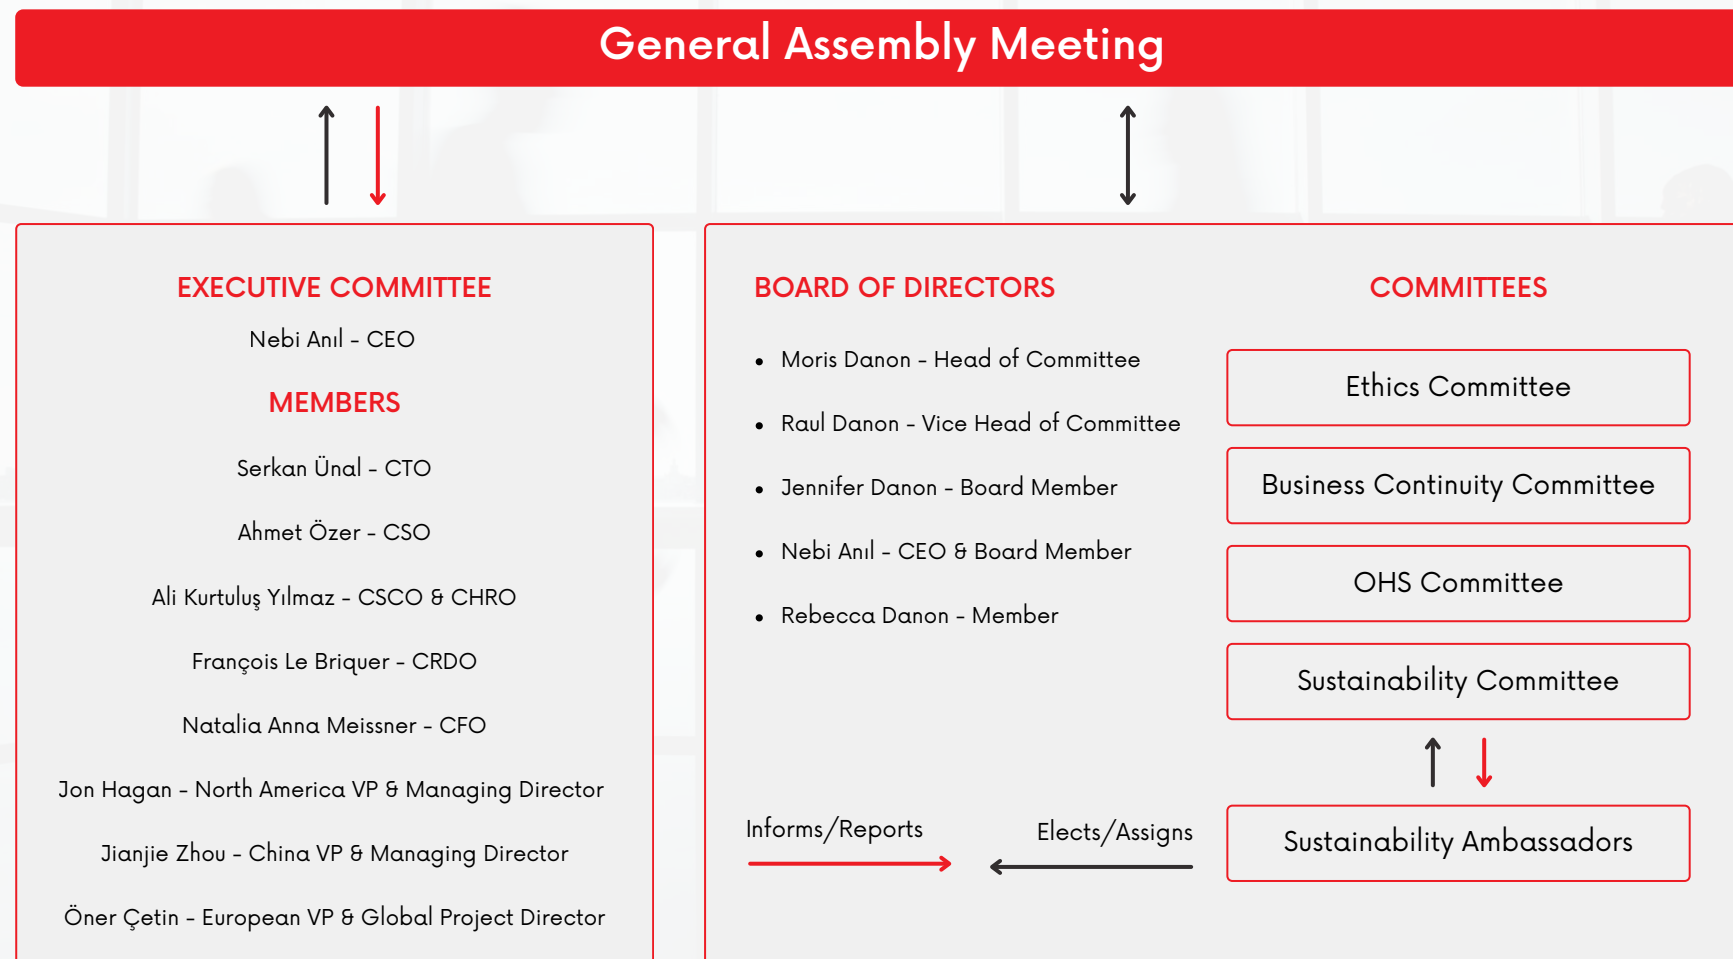 General Assembly Meeting
EXECUTIVE COMMITTEE
Nebi Anıl - CEO
MEMBERS
Serkan Ünal - CTO
Ahmet Özer - CSO
Ali Kurtuluş Yılmaz - CSCO & CHRO
François Le Briquer - CRDO
Natalia Anna Meissner - CFO
Jon Hagan - North America VP & Managing Director
Jianjie Zhou - China VP & Managing Director
Öner Çetin - European VP & Global Project Director
BOARD OF DIRECTORS
• Moris Danon - Head of Committee
• Raul Danon - Vice Head of Committee
• Jennifer Danon - Board Member
• Nebi Anıl - CEO & Board Member
• Rebecca Danon - Member
COMMITTEES
Ethics Committee
Business Continuity Committee
OHS Committee
Sustainability Committee
Sustainability Ambassadors
Informs/Reports
Elects/Assigns